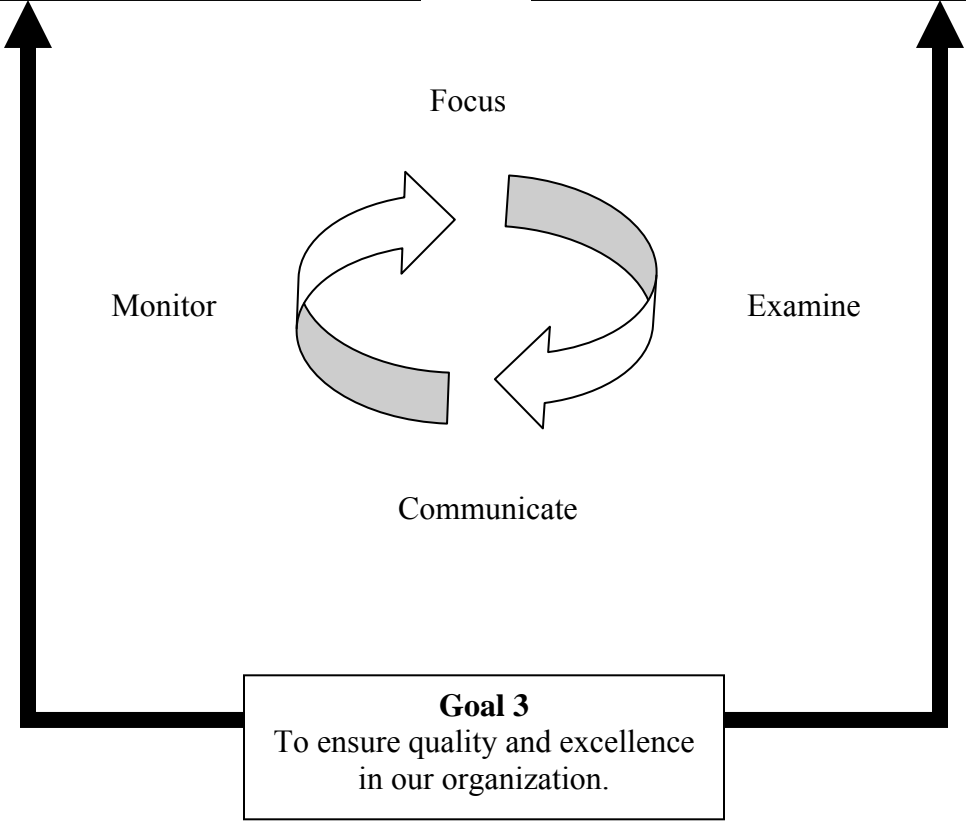 Focus
Monitor
Examine
Communicate
Goal 3
To ensure quality and excellence
in our organization.